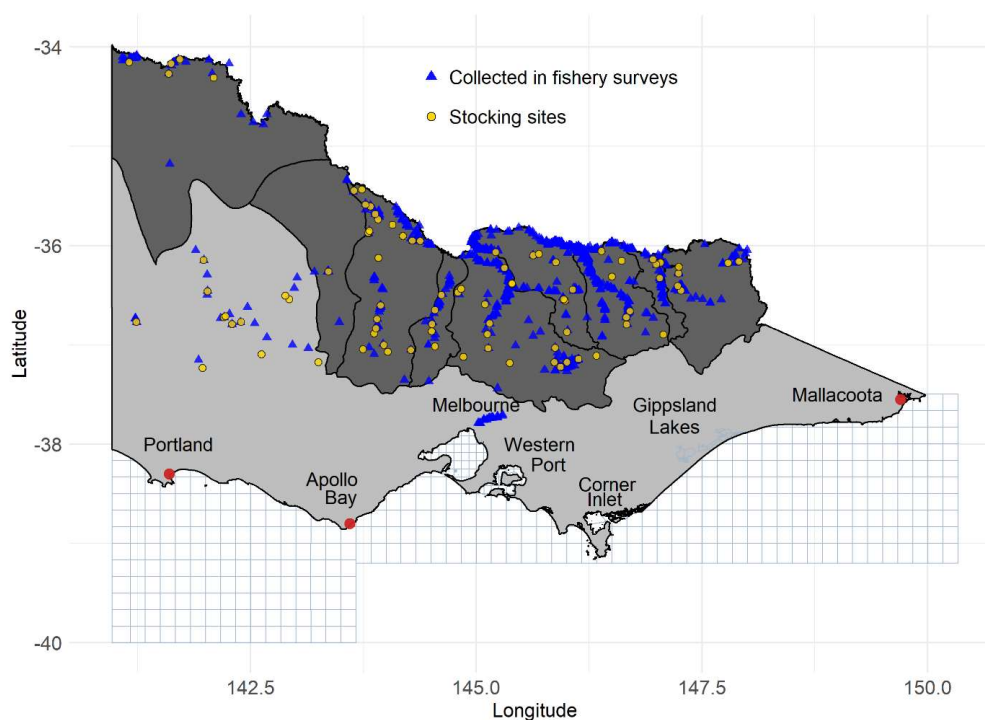 -34
Collected in fishery surveys
Stocking sites
-36
Latitude
Melbourne
Gippsland
Lakes
Mallacoota
-38
Portland
Western
Port
Apollo
Bay
Corner
Inlet
-40
142.5
145.0
147.5
150.0
Longitude